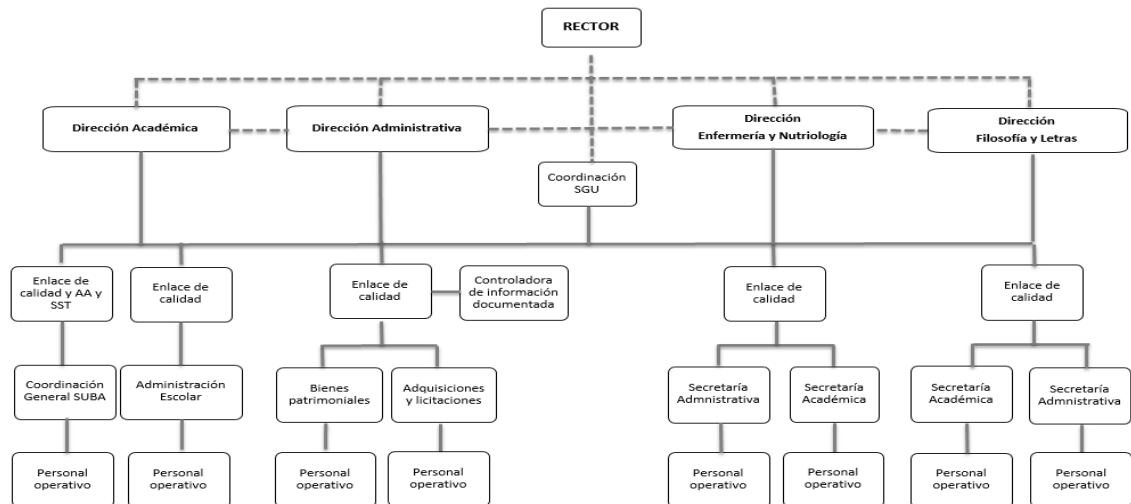 RECTOR
Dirección Académica
Dirección Administrativa
Dirección
Enfermería y Nutriología
Dirección
Filosofía y Letras
Coordinación
SGU
Enlace de
calidad y AA y
SST
Enlace de
calidad
Enlace de
calidad
Controladora
de información
documentada
Enlace de
calidad
Enlace de
calidad
Coordinación
General SUBA
Administración
Escolar
Bienes
patrimoniales
Adquisiciones
y licitaciones
Secretaría
Admnistrativa
Secretaría
Académica
Secretaría
Académica
Secretaría
Admnistrativa
Personal
operativo
Personal
operativo
Personal
operativo
Personal
operativo
Personal
operativo
Personal
operativo
Personal
operativo
Personal
operativo